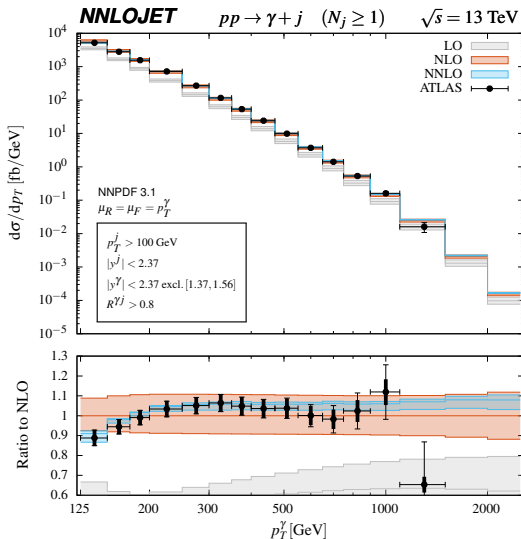 NNLOJET pp → γ + j (N_j ≥ 1) √s = 13 TeV
LO
NLO
NNLO
ATLAS
dσ/dp_T [fb/GeV]
10^4
10^3
10^2
10^1
10^0
10^−1
10^−2
10^−3
10^−4
10^−5
NNPDF 3.1
μ_R = μ_F = p_T^γ
p_T^j > 100 GeV
|y^j| < 2.37
|y^γ| < 2.37 excl. [1.37, 1.56]
R^γj > 0.8
Ratio to NLO
1.3
1.2
1.1
1
0.9
0.8
0.7
0.6
125 200 300 400 500 1000 2000
p_T^γ [GeV]